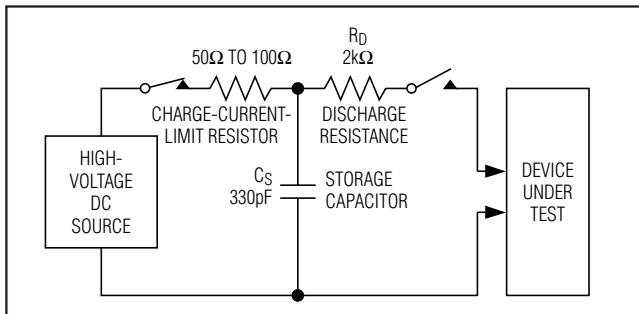 50Ω TO 100Ω
CHARGE-CURRENT-
LIMIT RESISTOR
RD
2kΩ
DISCHARGE
RESISTANCE
HIGH-
VOLTAGE
DC
SOURCE
CS
330pF
STORAGE
CAPACITOR
DEVICE
UNDER
TEST